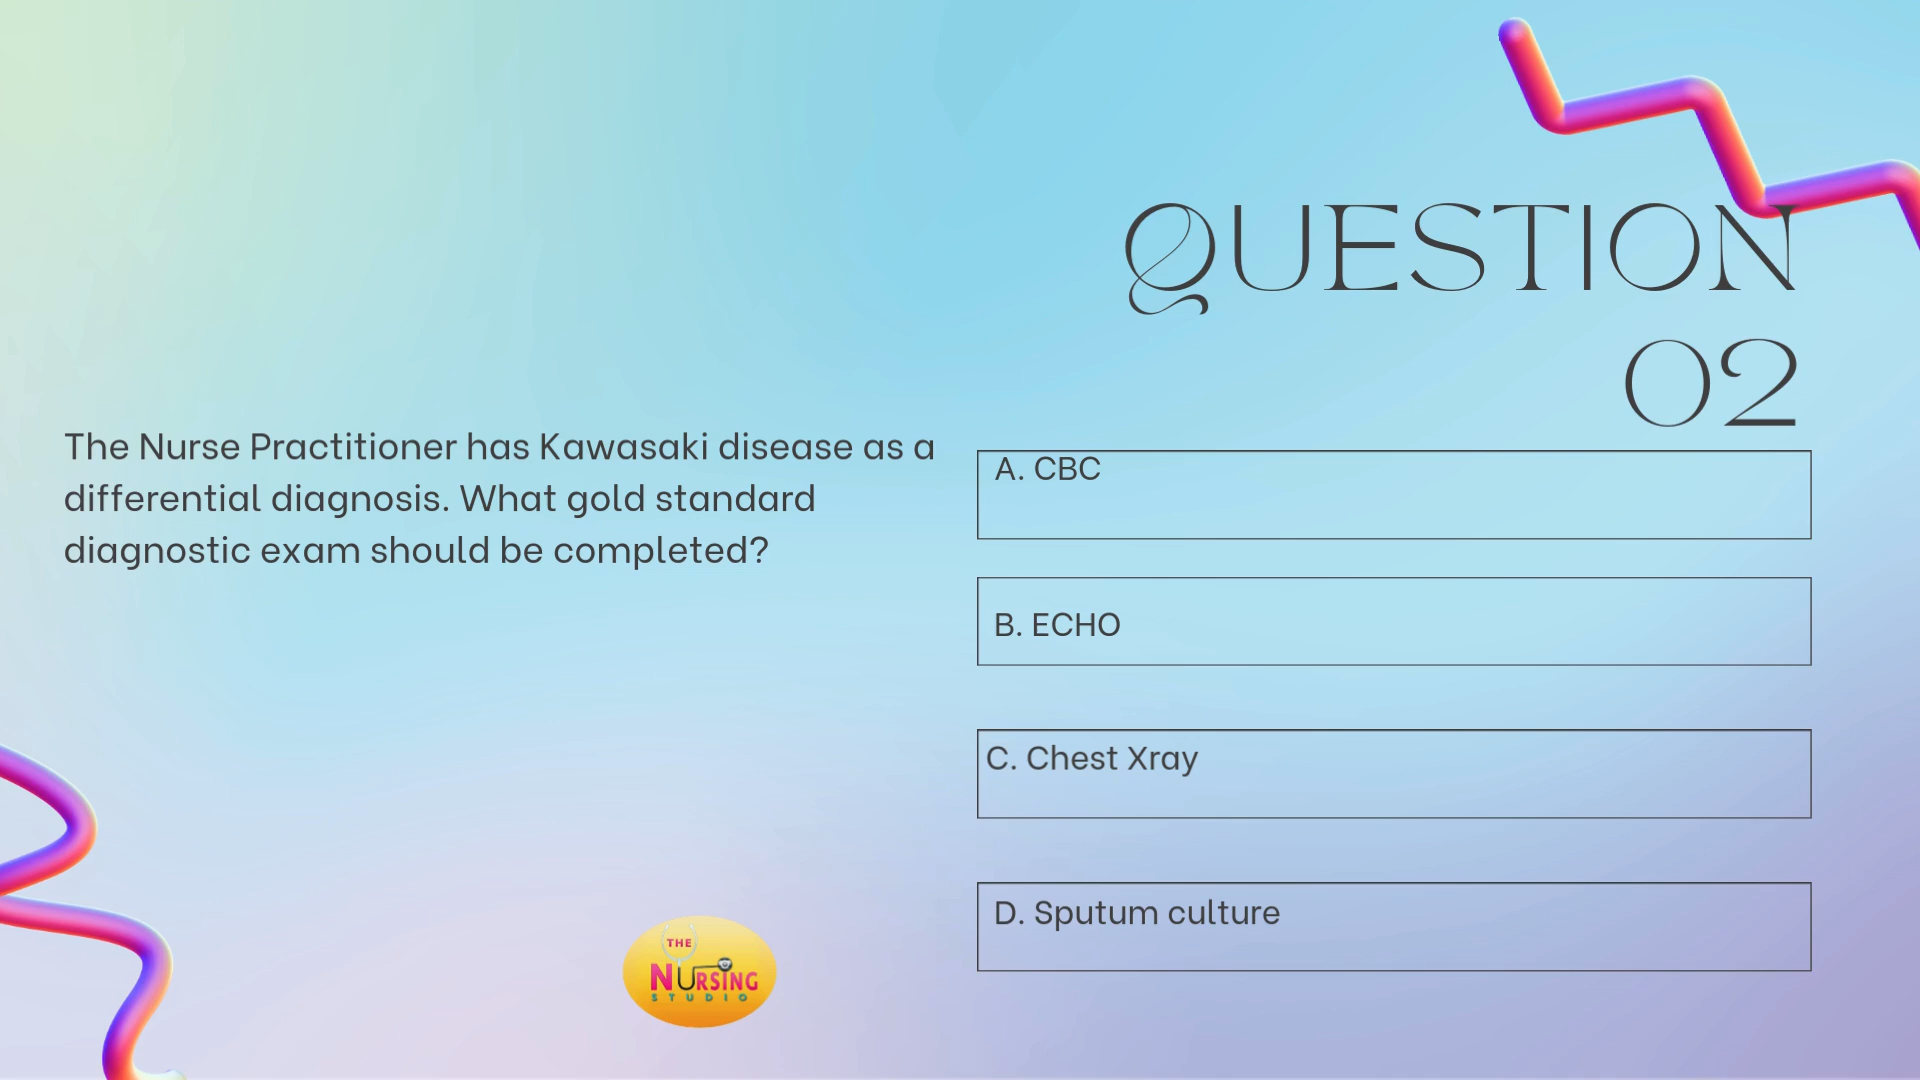 QUESTION
02
The Nurse Practitioner has Kawasaki disease as a
differential diagnosis. What gold standard
diagnostic exam should be completed?
A. CBC
B. ECHO
C. Chest Xray
D. Sputum culture
THE
NURSING
STUDIO